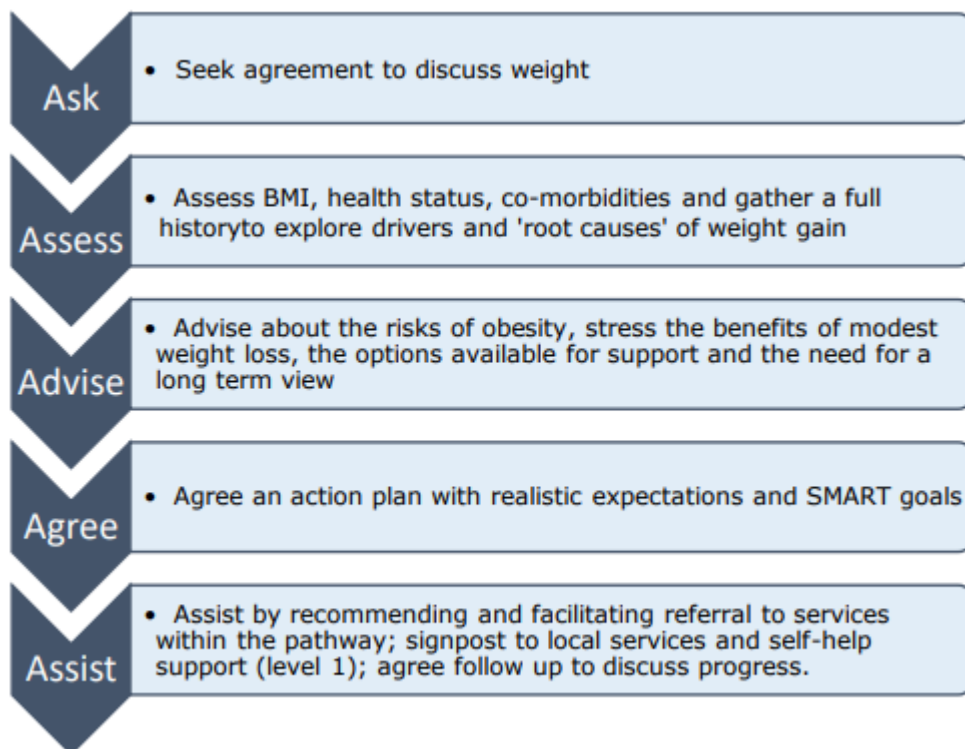 Ask
• Seek agreement to discuss weight
Assess
• Assess BMI, health status, co-morbidities and gather a full
historyto explore drivers and 'root causes' of weight gain
Advise
• Advise about the risks of obesity, stress the benefits of modest
weight loss, the options available for support and the need for a
long term view
Agree
• Agree an action plan with realistic expectations and SMART goals
Assist
• Assist by recommending and facilitating referral to services
within the pathway; signpost to local services and self-help
support (level 1); agree follow up to discuss progress.